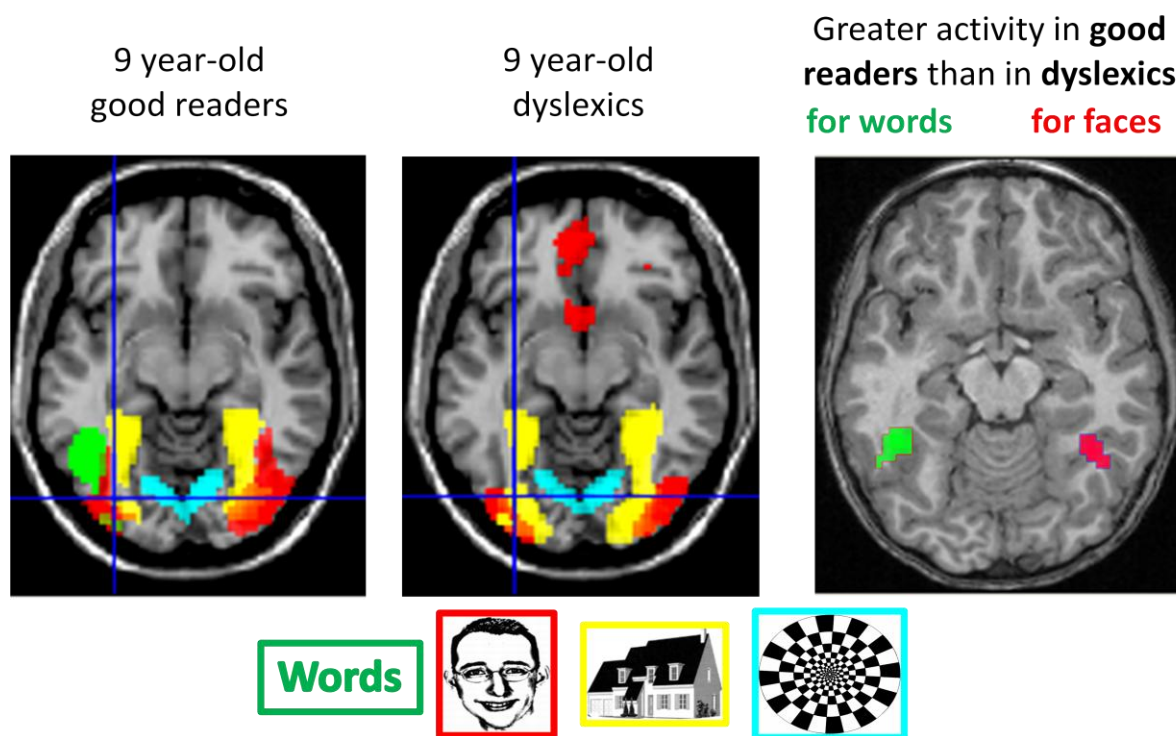 9 year-old
good readers
9 year-old
dyslexics
Greater activity in good
readers than in dyslexics
for words for faces
Words